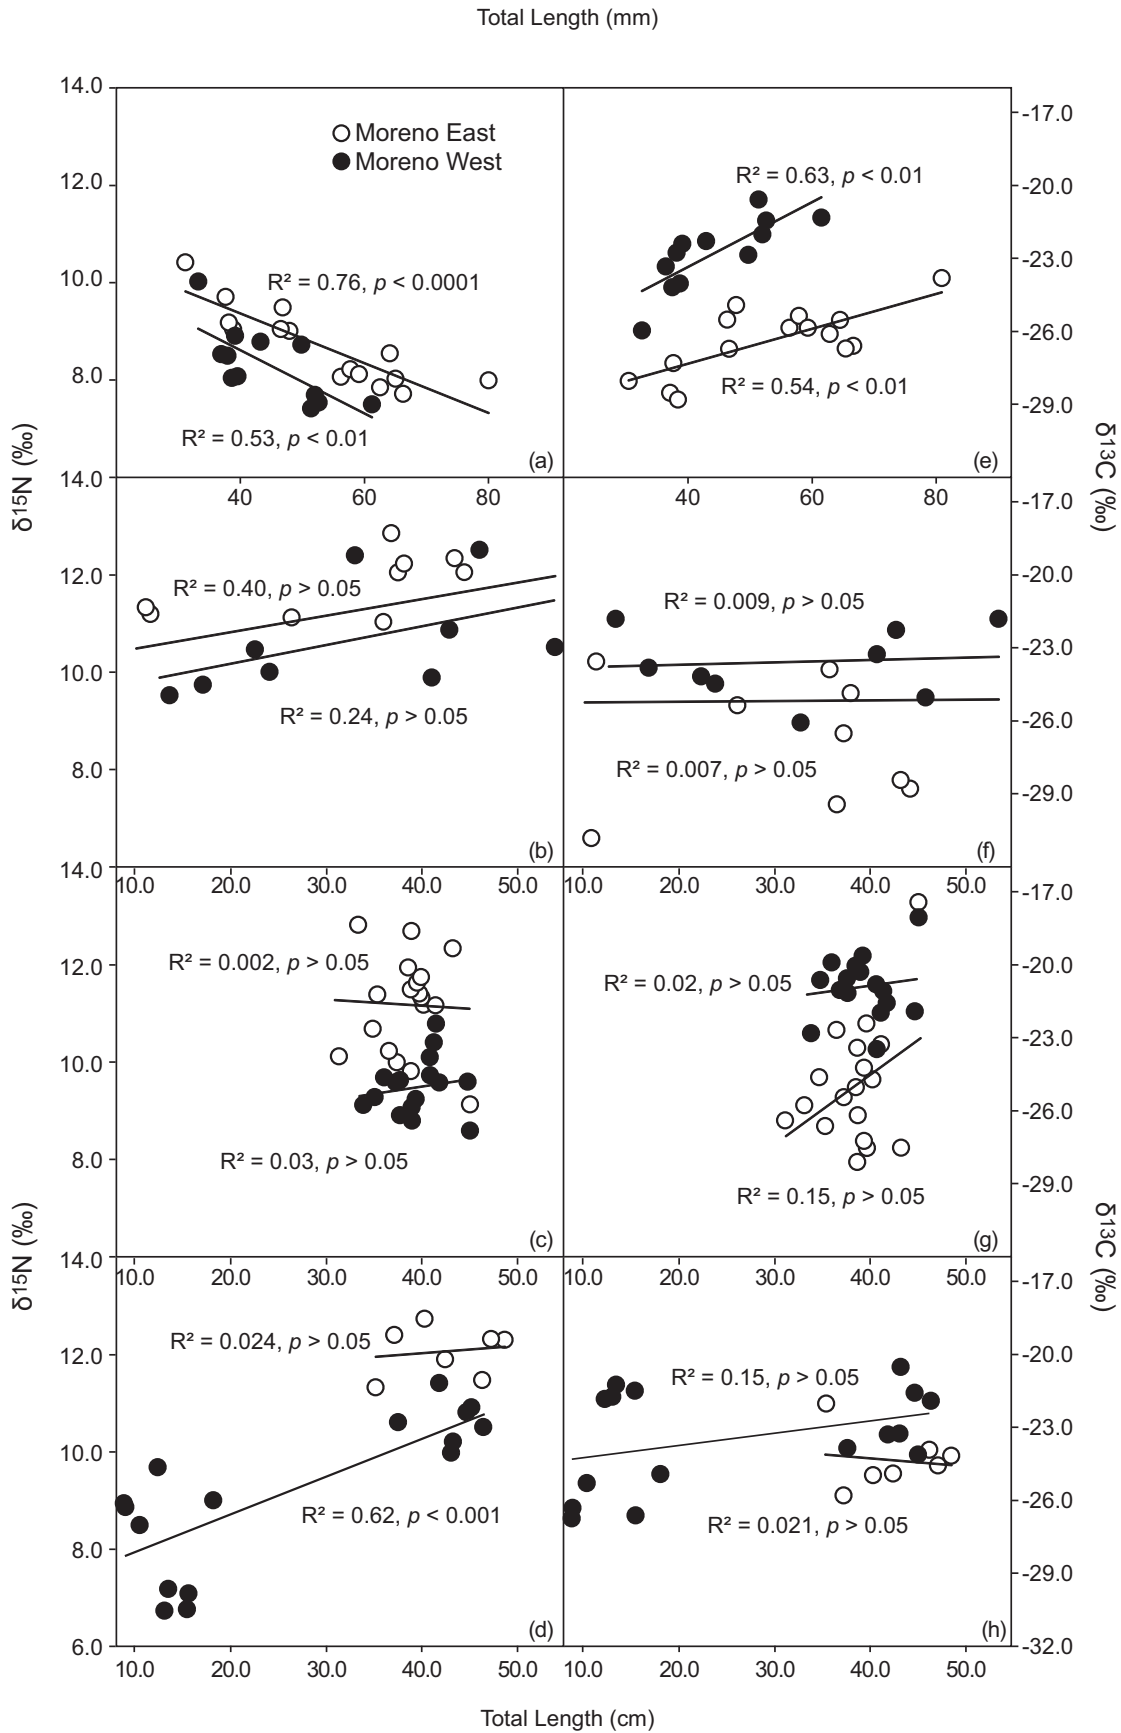 Total Length (mm)
14.0
12.0
10.0
8.0
Moreno East
Moreno West
R² = 0.76, p < 0.0001
R² = 0.53, p < 0.01
(a)
40
60
80
R² = 0.63, p < 0.01
R² = 0.54, p < 0.01
(e)
40
60
80
-17.0
-20.0
-23.0
-26.0
-29.0
δ¹⁵N (‰)
δ¹³C (‰)
14.0
12.0
10.0
8.0
R² = 0.40, p > 0.05
R² = 0.24, p > 0.05
(b)
10.0
20.0
30.0
40.0
50.0
R² = 0.009, p > 0.05
R² = 0.007, p > 0.05
(f)
10.0
20.0
30.0
40.0
50.0
-17.0
-20.0
-23.0
-26.0
-29.0
14.0
12.0
10.0
8.0
R² = 0.002, p > 0.05
R² = 0.03, p > 0.05
(c)
10.0
20.0
30.0
40.0
50.0
R² = 0.02, p > 0.05
R² = 0.15, p > 0.05
(g)
10.0
20.0
30.0
40.0
50.0
-17.0
-20.0
-23.0
-26.0
-29.0
δ¹⁵N (‰)
δ¹³C (‰)
14.0
12.0
10.0
8.0
6.0
R² = 0.024, p > 0.05
R² = 0.62, p < 0.001
(d)
10.0
20.0
30.0
40.0
50.0
R² = 0.15, p > 0.05
R² = 0.021, p > 0.05
(h)
10.0
20.0
30.0
40.0
50.0
-17.0
-20.0
-23.0
-26.0
-29.0
-32.0
Total Length (cm)